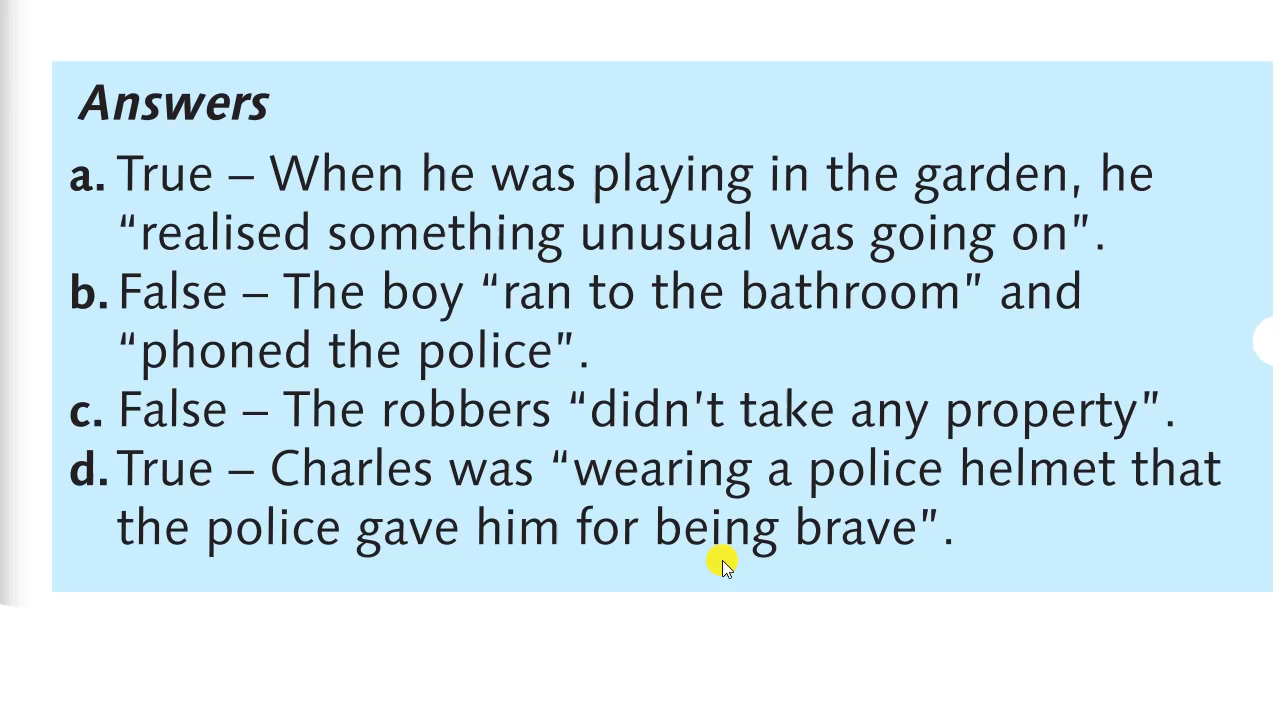 Answers
a. True – When he was playing in the garden, he
“realised something unusual was going on”.
b. False – The boy “ran to the bathroom” and
“phoned the police”.
c. False – The robbers “didn’t take any property”.
d. True – Charles was “wearing a police helmet that
the police gave him for being brave”.